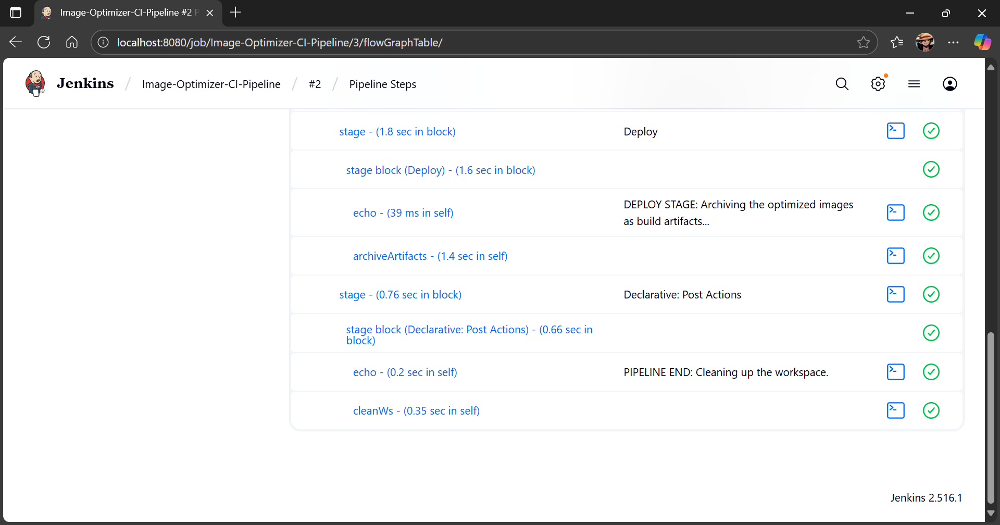 Image-Optimizer-CI-Pipeline #2 P
localhost:8080/job/Image-Optimizer-CI-Pipeline/3/flowGraphTable/
Jenkins / Image-Optimizer-CI-Pipeline / #2 / Pipeline Steps
stage - (1.8 sec in block) Deploy
stage block (Deploy) - (1.6 sec in block)
echo - (39 ms in self) DEPLOY STAGE: Archiving the optimized images
as build artifacts...
archiveArtifacts - (1.4 sec in self)
stage - (0.76 sec in block) Declarative: Post Actions
stage block (Declarative: Post Actions) - (0.66 sec in
block)
echo - (0.2 sec in self) PIPELINE END: Cleaning up the workspace.
cleanWs - (0.35 sec in self)
Jenkins 2.516.1